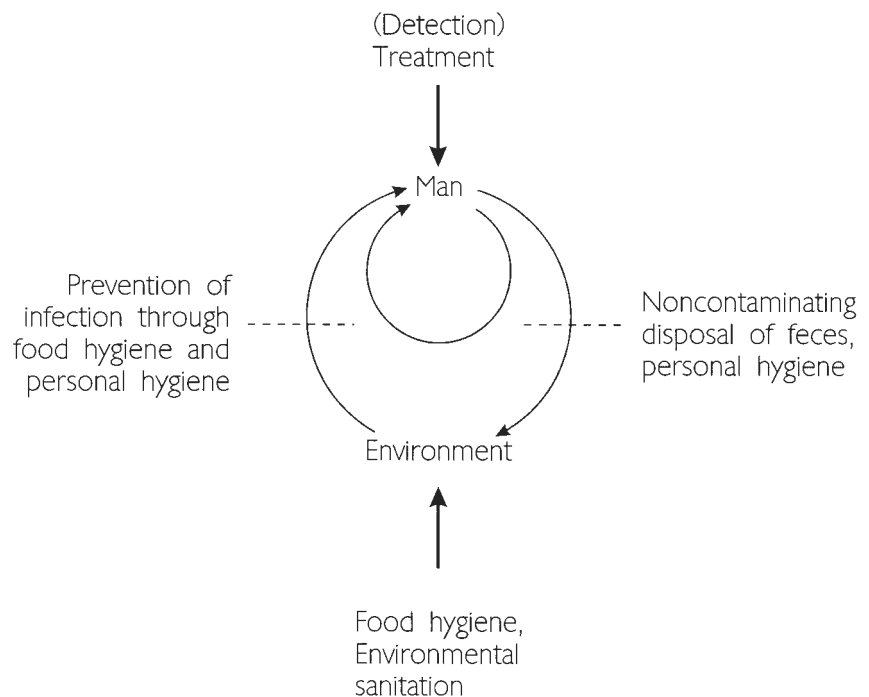 (Detection)
Treatment
Man
Prevention of
infection through
food hygiene and
personal hygiene
Noncontaminating
disposal of feces,
personal hygiene
Environment
Food hygiene,
Environmental
sanitation